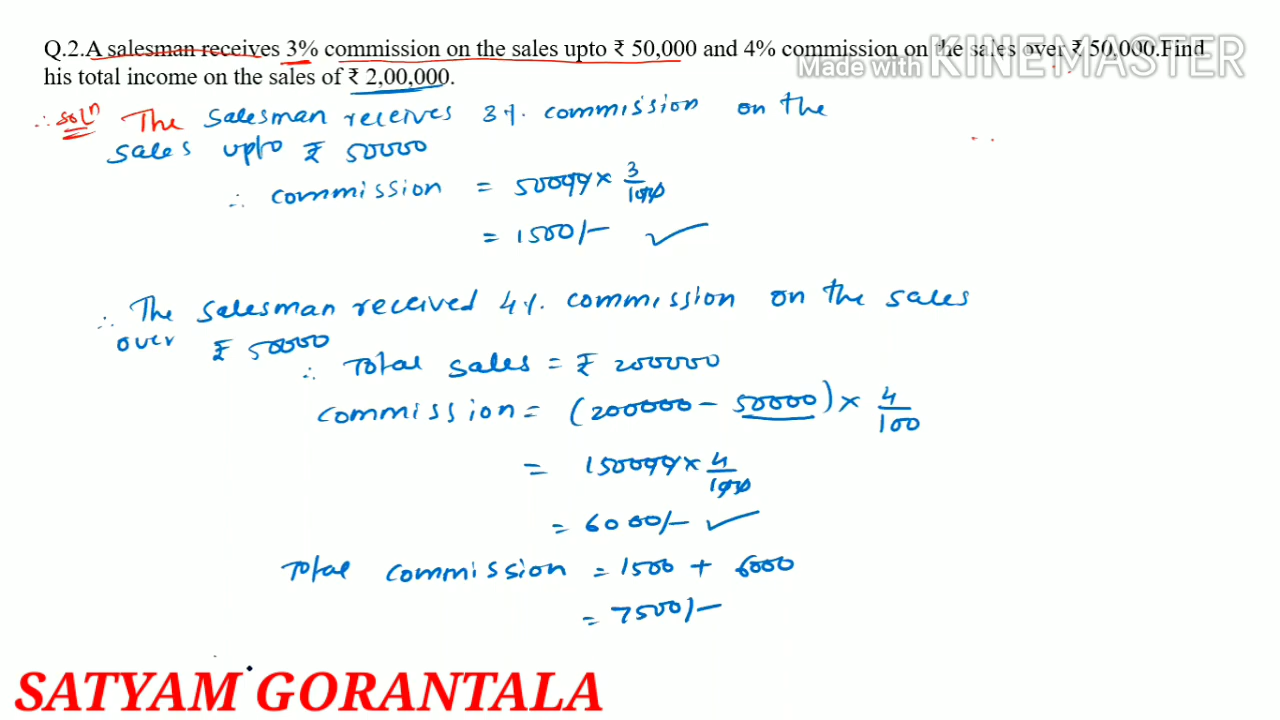 Q.2.A salesman receives 3% commission on the sales upto ₹ 50,000 and 4% commission on the sales over ₹ 50,000.Find
his total income on the sales of ₹ 2,00,000.
Made with KINEMASTER
∴ Solⁿ The salesman receives 3% commission on the
sales upto ₹ 50000
∴ commission = 50000 × 3/100
= 1500/-  ✓
∴ The salesman received 4% commission on the sales
over ₹ 50000
∴ Total sales = ₹ 200000
commission = (200000 - 50000) × 4/100
= 150000 × 4/100
= 6000/-  ✓
Total commission = 1500 + 6000
= 7500/-
SATYAM GORANTALA